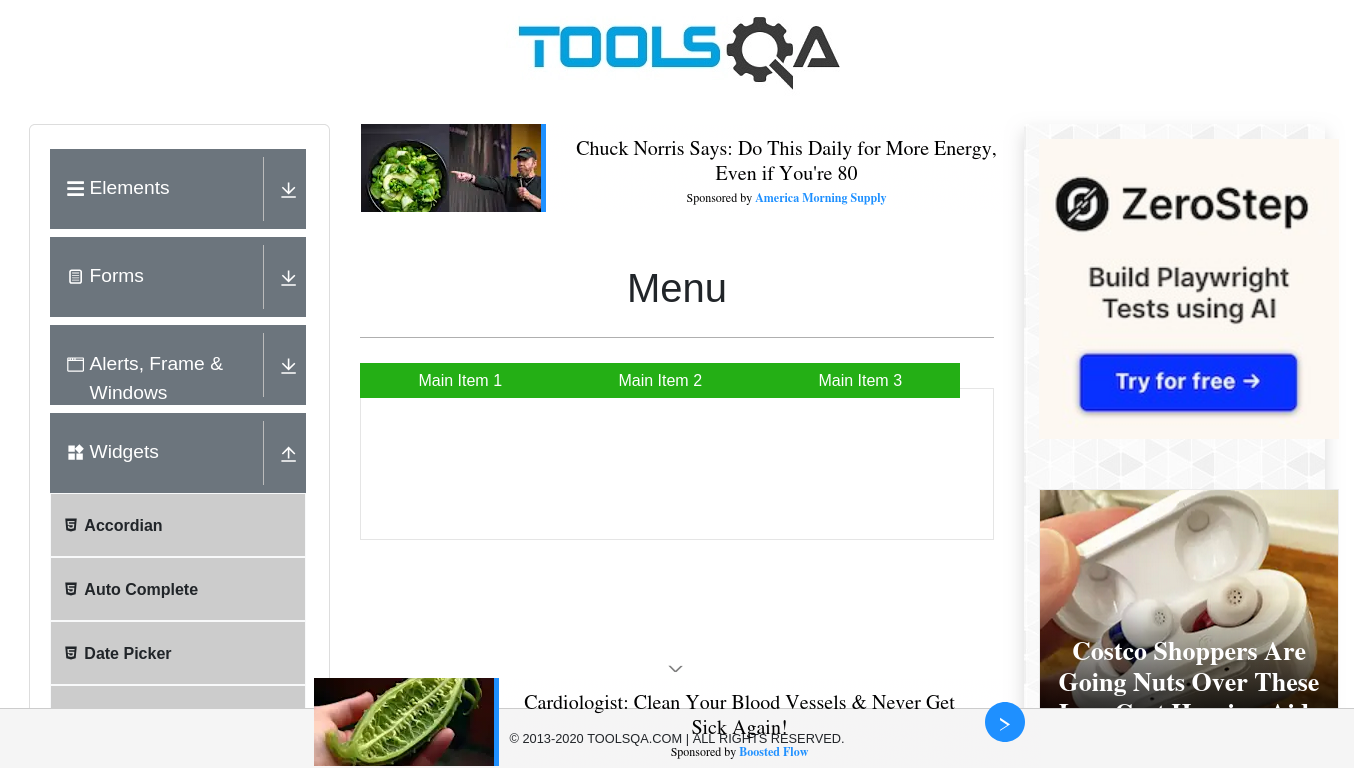 TOOLSQA
Elements
Forms
Alerts, Frame &
Windows
Widgets
Accordian
Auto Complete
Date Picker
Chuck Norris Says: Do This Daily for More Energy,
Even if You're 80
Sponsored by America Morning Supply
Menu
Main Item 1
Main Item 2
Main Item 3
ZeroStep
Build Playwright
Tests using AI
Try for free →
Costco Shoppers Are
Going Nuts Over These
Cardiologist: Clean Your Blood Vessels & Never Get
Sick Again!
© 2013-2020 TOOLSQA.COM | ALL RIGHTS RESERVED.
Sponsored by Boosted Flow